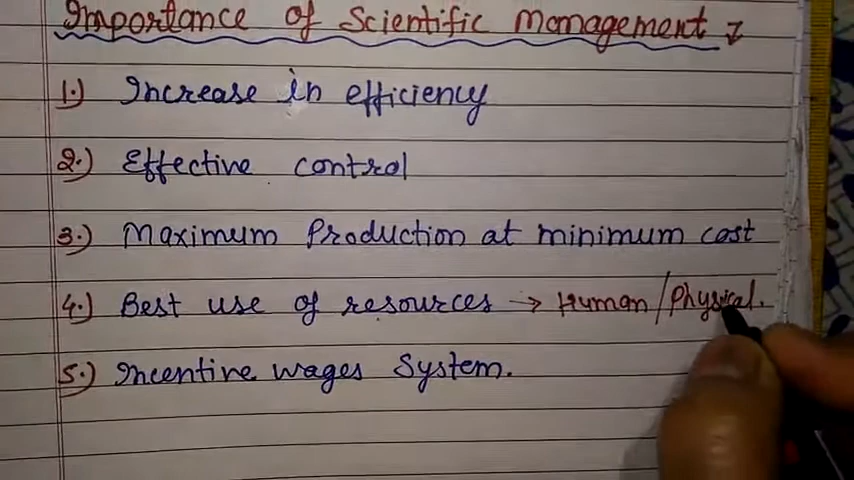 Importance of Scientific Management :
1.) Increase in efficiency
2.) Effective control
3.) Maximum Production at minimum cost
4.) Best use of resources → Human/Physical.
5.) Incentive wages System.